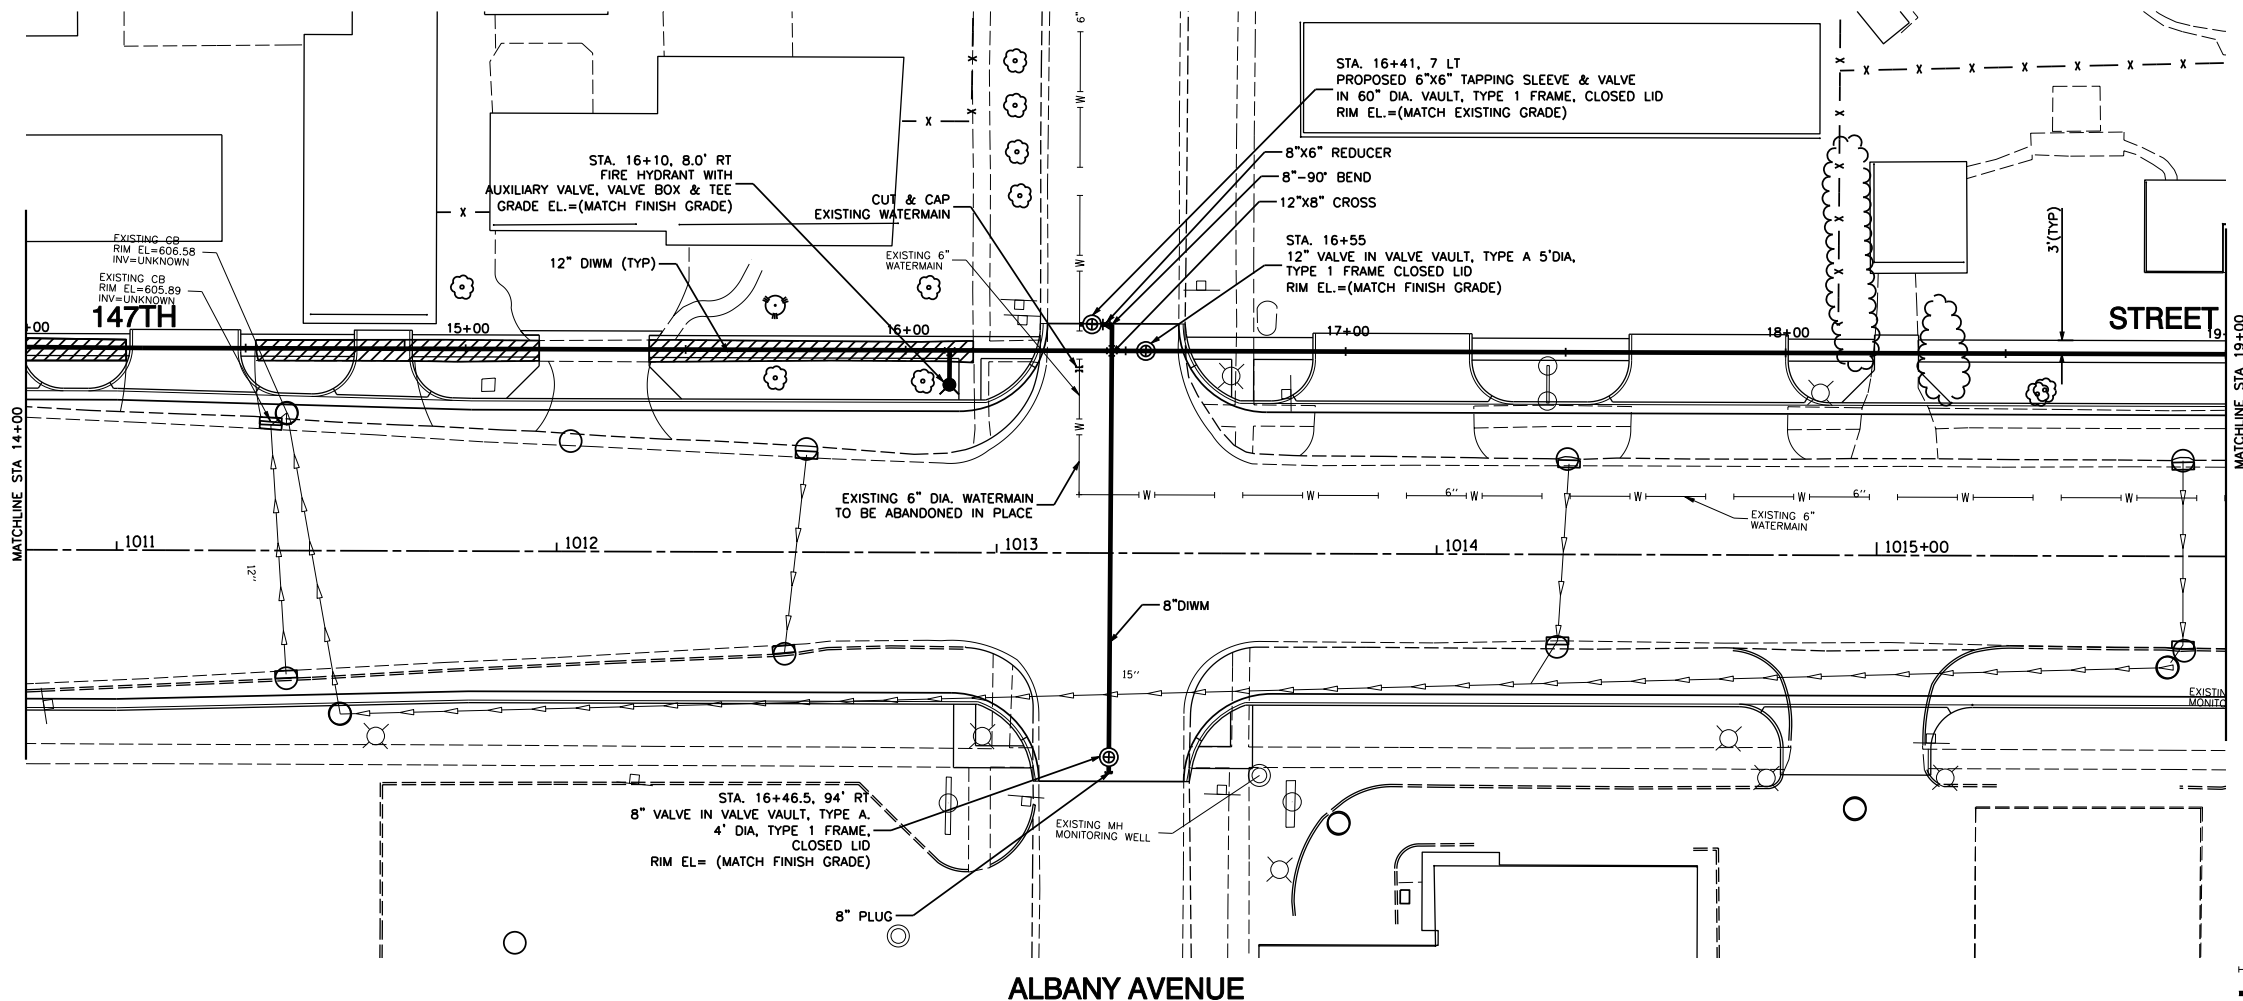 6"
STA. 16+41, 7 LT
PROPOSED 6"X6" TAPPING SLEEVE & VALVE
IN 60" DIA. VAULT, TYPE 1 FRAME, CLOSED LID
RIM EL.=(MATCH EXISTING GRADE)
8"X6" REDUCER
8"-90° BEND
12"X8" CROSS
STA. 16+55
12" VALVE IN VALVE VAULT, TYPE A 5'DIA,
TYPE 1 FRAME CLOSED LID
RIM EL.=(MATCH FINISH GRADE)
STA. 16+10, 8.0' RT
FIRE HYDRANT WITH
AUXILIARY VALVE, VALVE BOX & TEE
GRADE EL.=(MATCH FINISH GRADE)
CUT & CAP
EXISTING WATERMAIN
EXISTING 6"
WATERMAIN
12" DIWM (TYP)
EXISTING CB
RIM EL=606.58
INV=UNKNOWN
EXISTING CB
RIM EL=605.89
INV=UNKNOWN
147TH
STREET
3'(TYP)
+00
15+00
16+00
17+00
18+00
19+
MATCHLINE STA 14+00
MATCHLINE STA 19+00
EXISTING 6" DIA. WATERMAIN
TO BE ABANDONED IN PLACE
6"
6"
EXISTING 6"
WATERMAIN
1011
1012
1013
1014
1015+00
12"
8"DIWM
15"
EXISTIN
MONITO
STA. 16+46.5, 94' RT
8" VALVE IN VALVE VAULT, TYPE A.
4' DIA, TYPE 1 FRAME,
CLOSED LID
RIM EL= (MATCH FINISH GRADE)
EXISTING MH
MONITORING WELL
8" PLUG
ALBANY AVENUE